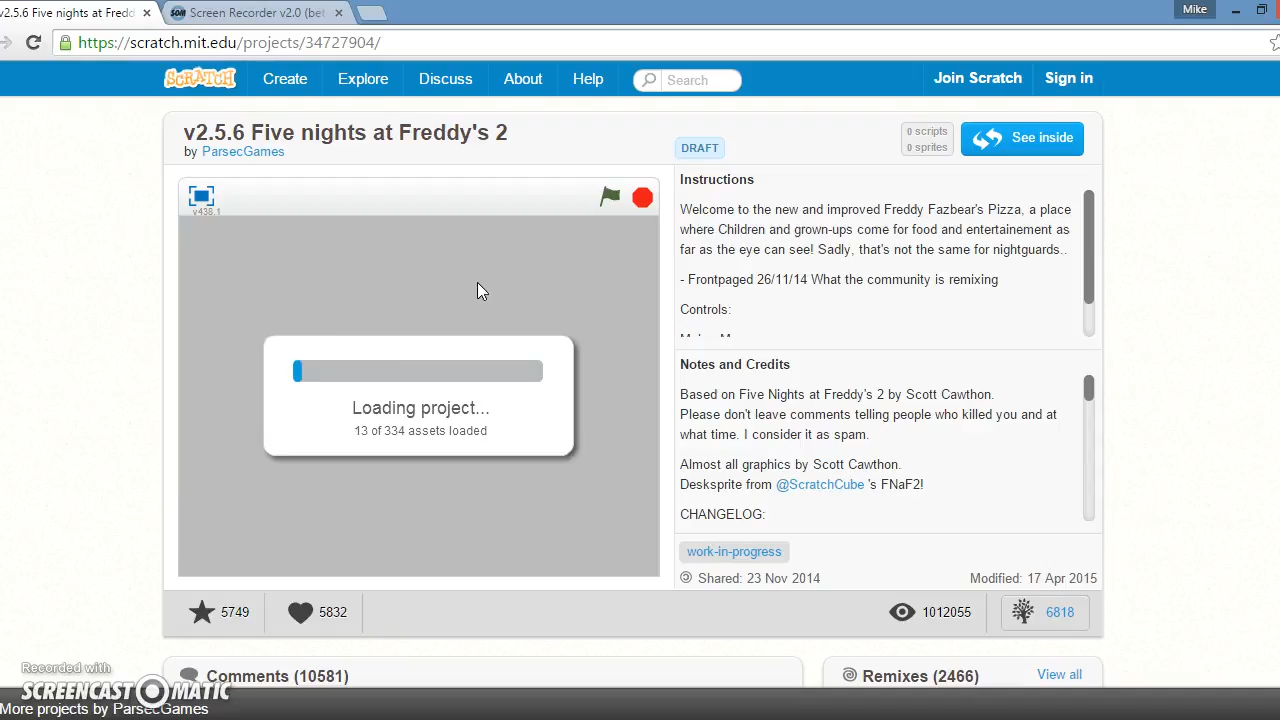 v2.5.6 Five nights at Fredd
Screen Recorder v2.0 (bet
Mike
https://scratch.mit.edu/projects/34727904/
SCRATCH Create Explore Discuss About Help Search Join Scratch Sign in
v2.5.6 Five nights at Freddy's 2
by ParsecGames
DRAFT
0 scripts
0 sprites
See inside
v438.1
Loading project...
13 of 334 assets loaded
Instructions
Welcome to the new and improved Freddy Fazbear's Pizza, a place
where Children and grown-ups come for food and entertainement as
far as the eye can see! Sadly, that's not the same for nightguards..
- Frontpaged 26/11/14 What the community is remixing
Controls:
Notes and Credits
Based on Five Nights at Freddy's 2 by Scott Cawthon.
Please don't leave comments telling people who killed you and at
what time. I consider it as spam.
Almost all graphics by Scott Cawthon.
Desksprite from @ScratchCube 's FNaF2!
CHANGELOG:
work-in-progress
Shared: 23 Nov 2014 Modified: 17 Apr 2015
5749 5832 1012055 6818
Comments (10581)
Remixes (2466) View all
Recorded with
SCREENCAST MATIC
More projects by ParsecGames